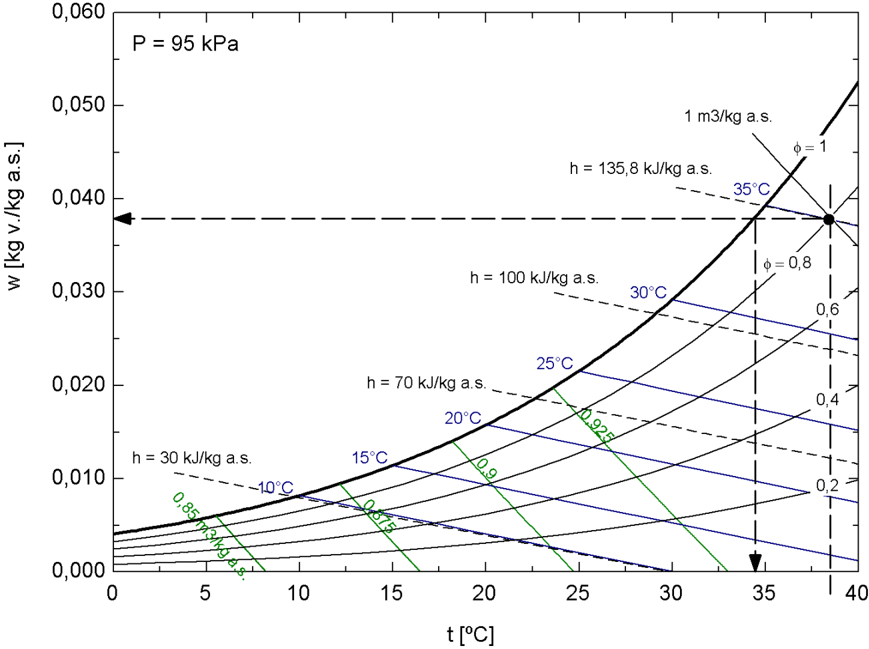 0,060
P = 95 kPa
0,050
1 m3/kg a.s.
ϕ = 1
h = 135,8 kJ/kg a.s.
35°C
0,040
w [kg v./kg a.s.]
ϕ = 0,8
h = 100 kJ/kg a.s.
30°C
0,030
0,6
25°C
h = 70 kJ/kg a.s.
0,4
0,020
20°C
0,925
15°C
h = 30 kJ/kg a.s.
0,9
0,2
10°C
0,010
0,85 m3/kg a.s.
0,875
0,000
0 5 10 15 20 25 30 35 40
t [ºC]